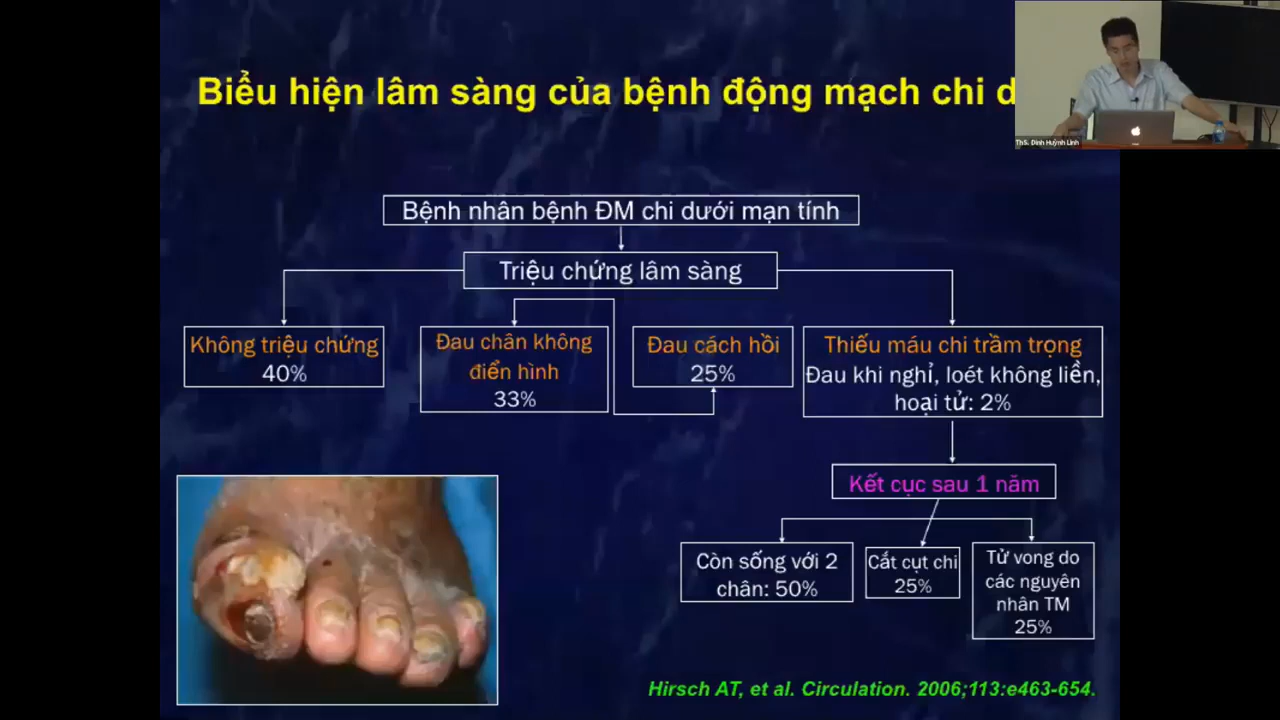 Biểu hiện lâm sàng của bệnh động mạch chi d
ThS. Đinh Huỳnh Linh
Bệnh nhân bệnh ĐM chi dưới mạn tính
Triệu chứng lâm sàng
Không triệu chứng
40%
Đau chân không
điển hình
33%
Đau cách hồi
25%
Thiếu máu chi trầm trọng
Đau khi nghỉ, loét không liền,
hoại tử: 2%
Kết cục sau 1 năm
Còn sống với 2
chân: 50%
Cắt cụt chi
25%
Tử vong do
các nguyên
nhân TM
25%
Hirsch AT, et al. Circulation. 2006;113:e463-654.